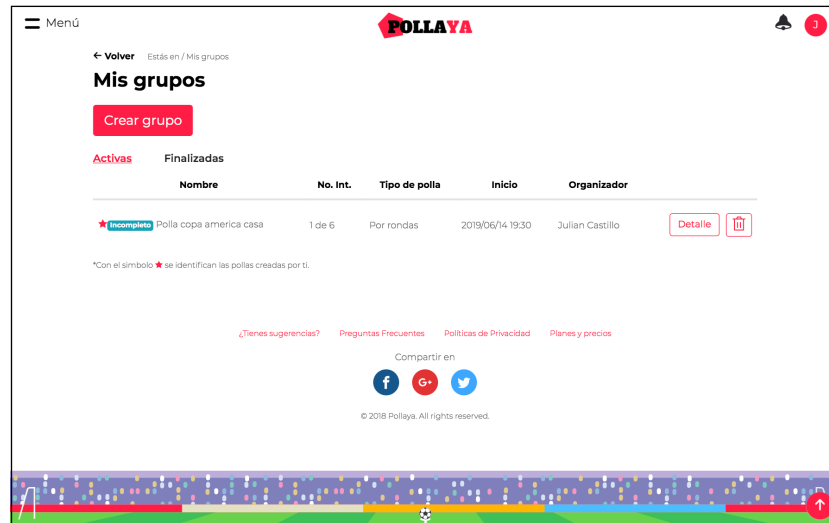 Menú
POLLAYA
J
← Volver Estás en / Mis grupos
Mis grupos
Crear grupo
Activas Finalizadas
Nombre No. Int. Tipo de polla Inicio Organizador
Incompleto Polla copa america casa 1 de 6 Por rondas 2019/06/14 19:30 Julian Castillo Detalle
*Con el simbolo ★ se identifican las pollas creadas por ti.
¿Tienes sugerencias? Preguntas Frecuentes Políticas de Privacidad Planes y precios
Compartir en
f G+
© 2018 Pollaya. All rights reserved.